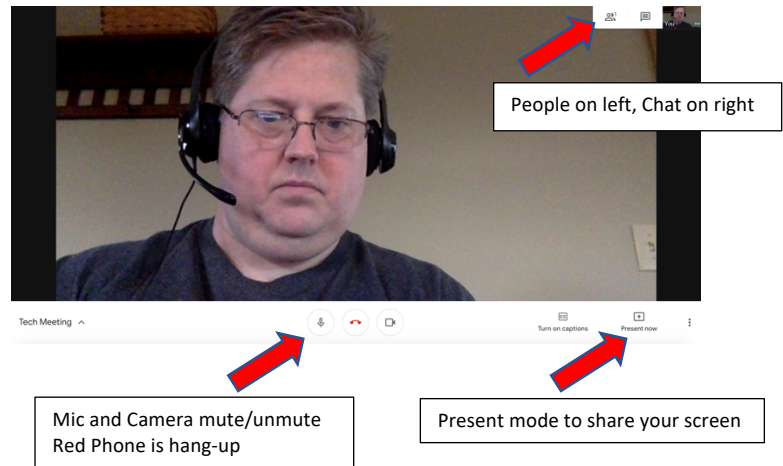 You
People on left, Chat on right
Tech Meeting
Turn on captions
Present now
Mic and Camera mute/unmute
Red Phone is hang-up
Present mode to share your screen